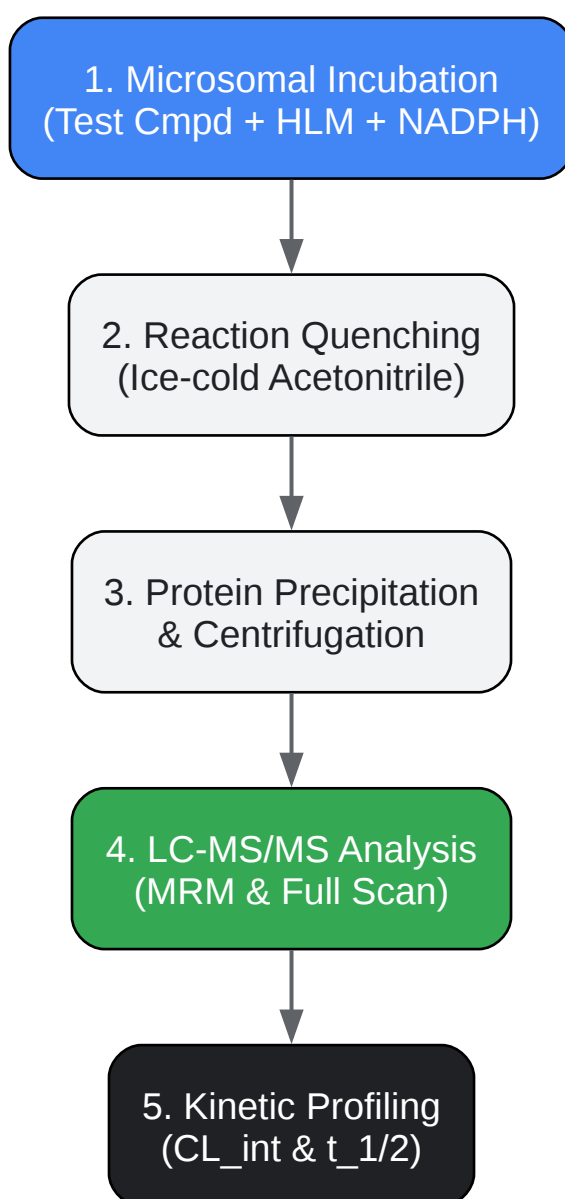 1. Microsomal Incubation
(Test Cmpd + HLM + NADPH)
2. Reaction Quenching
(Ice-cold Acetonitrile)
3. Protein Precipitation
& Centrifugation
4. LC-MS/MS Analysis
(MRM & Full Scan)
5. Kinetic Profiling
(CL_int & t_1/2)